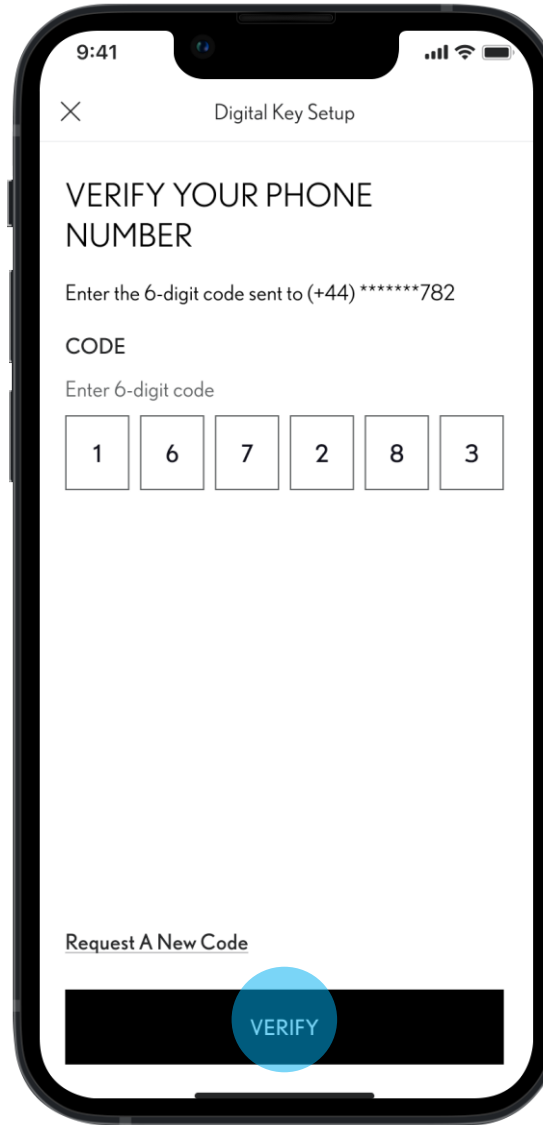 9:41
Digital Key Setup
VERIFY YOUR PHONE
NUMBER
Enter the 6-digit code sent to (+44) *******782
CODE
Enter 6-digit code
1 6 7 2 8 3
Request A New Code
VERIFY